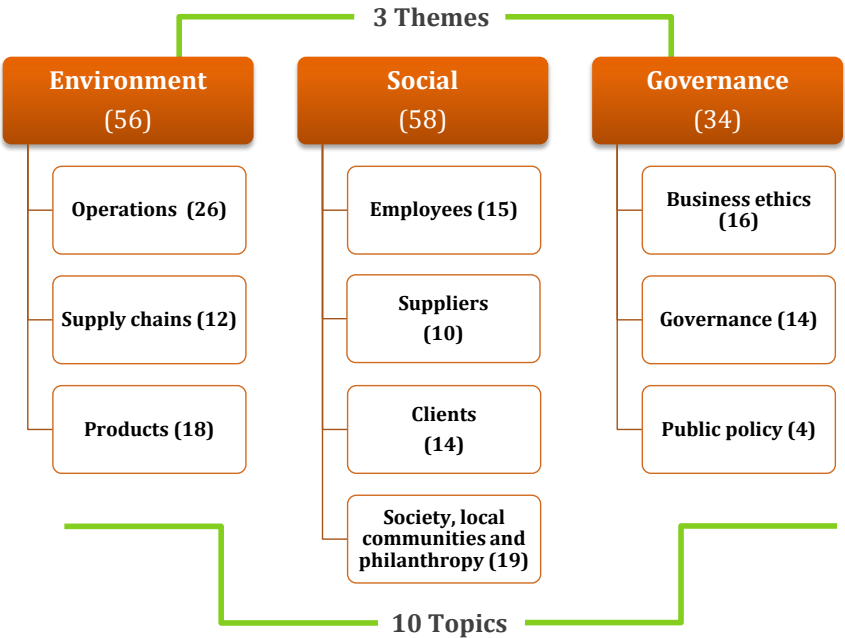 3 Themes
Environment
(56)
Operations (26)
Supply chains (12)
Products (18)
Social
(58)
Employees (15)
Suppliers
(10)
Clients
(14)
Society, local
communities and
philanthropy (19)
Governance
(34)
Business ethics
(16)
Governance (14)
Public policy (4)
10 Topics